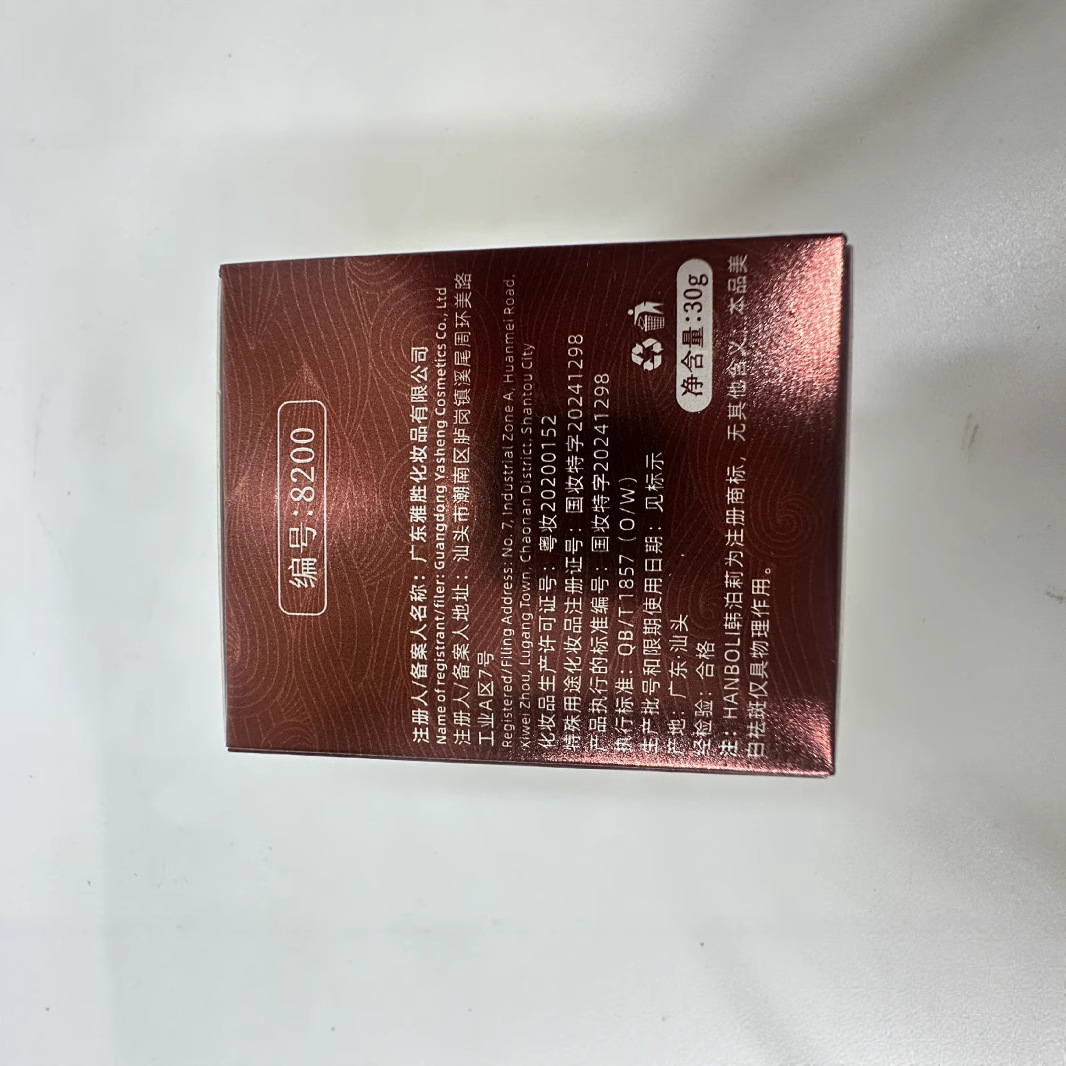 编号:8200
注册人/备案人名称：广东雅胜化妆品有限公司
Name of registrant/filer: Guangdong Yasheng Cosmetics Co., Ltd
注册人/备案人地址：汕头市潮南区胪岗镇溪尾周环美路
工业A区7号
Registered/Filing Address: No. 7, Industrial Zone A, Huanmei Road,
Xiwei Zhou, Lugang Town, Chaonan District, Shantou City
化妆品生产许可证号：粤妆20200152
特殊用途化妆品注册证号：国妆特字20241298
产品执行的标准编号：国妆特字20241298
执行标准：QB/T1857（O/W）
生产批号和限期使用日期：见标示
产地：广东·汕头
经检验：合格
净含量:30g
注：HANBOLI韩泊莉为注册商标，无其他含义。本品美
白祛斑仅具物理作用。